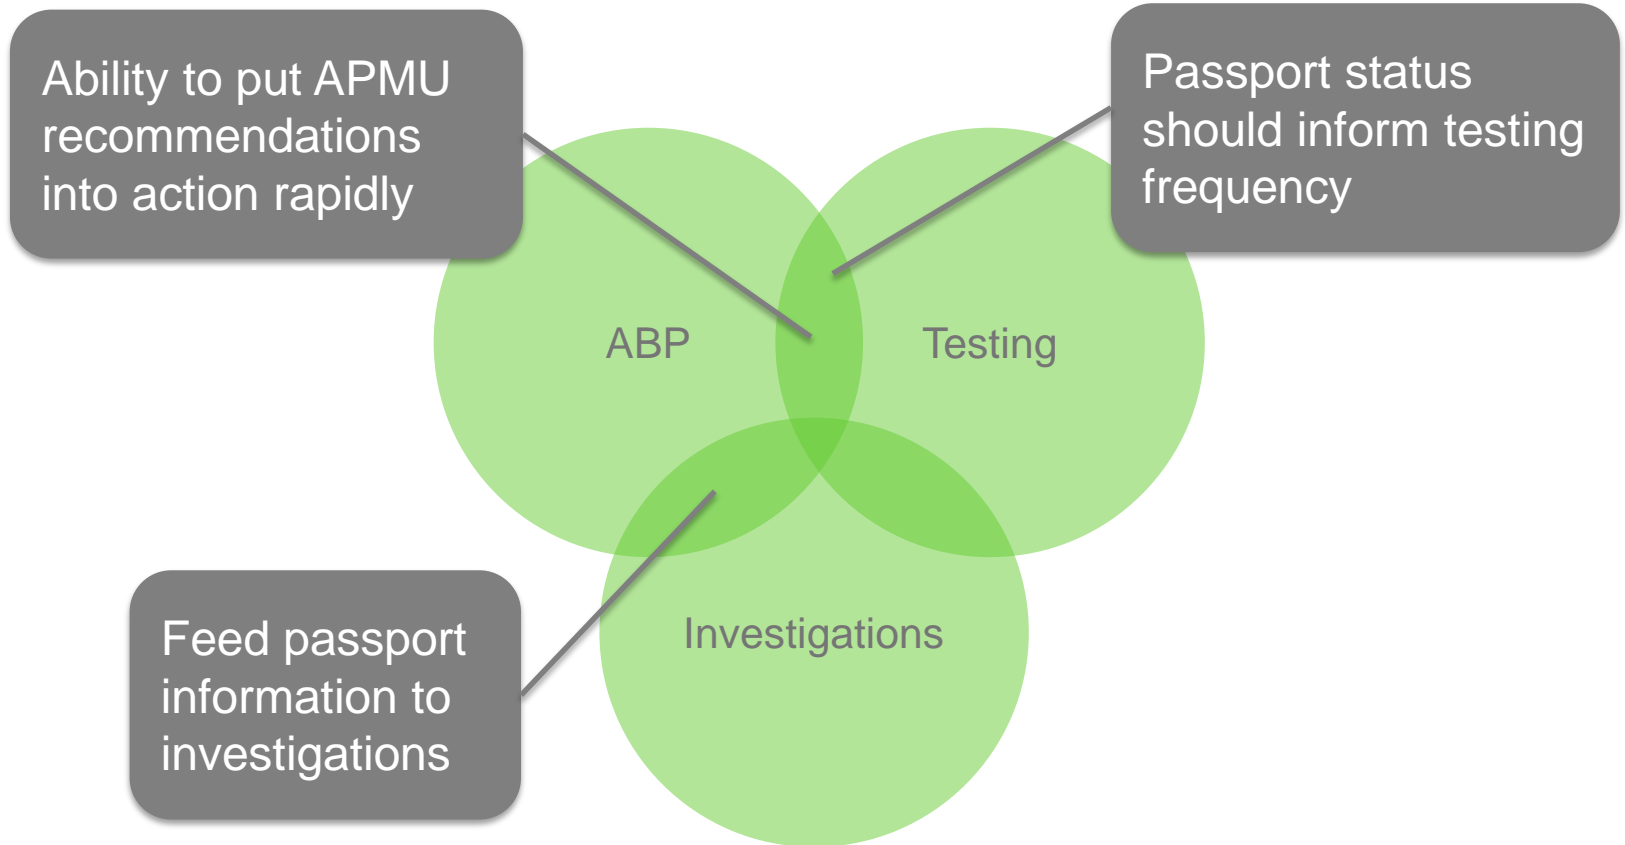 Ability to put APMU
recommendations
into action rapidly
Passport status
should inform testing
frequency
ABP
Testing
Feed passport
information to
investigations
Investigations